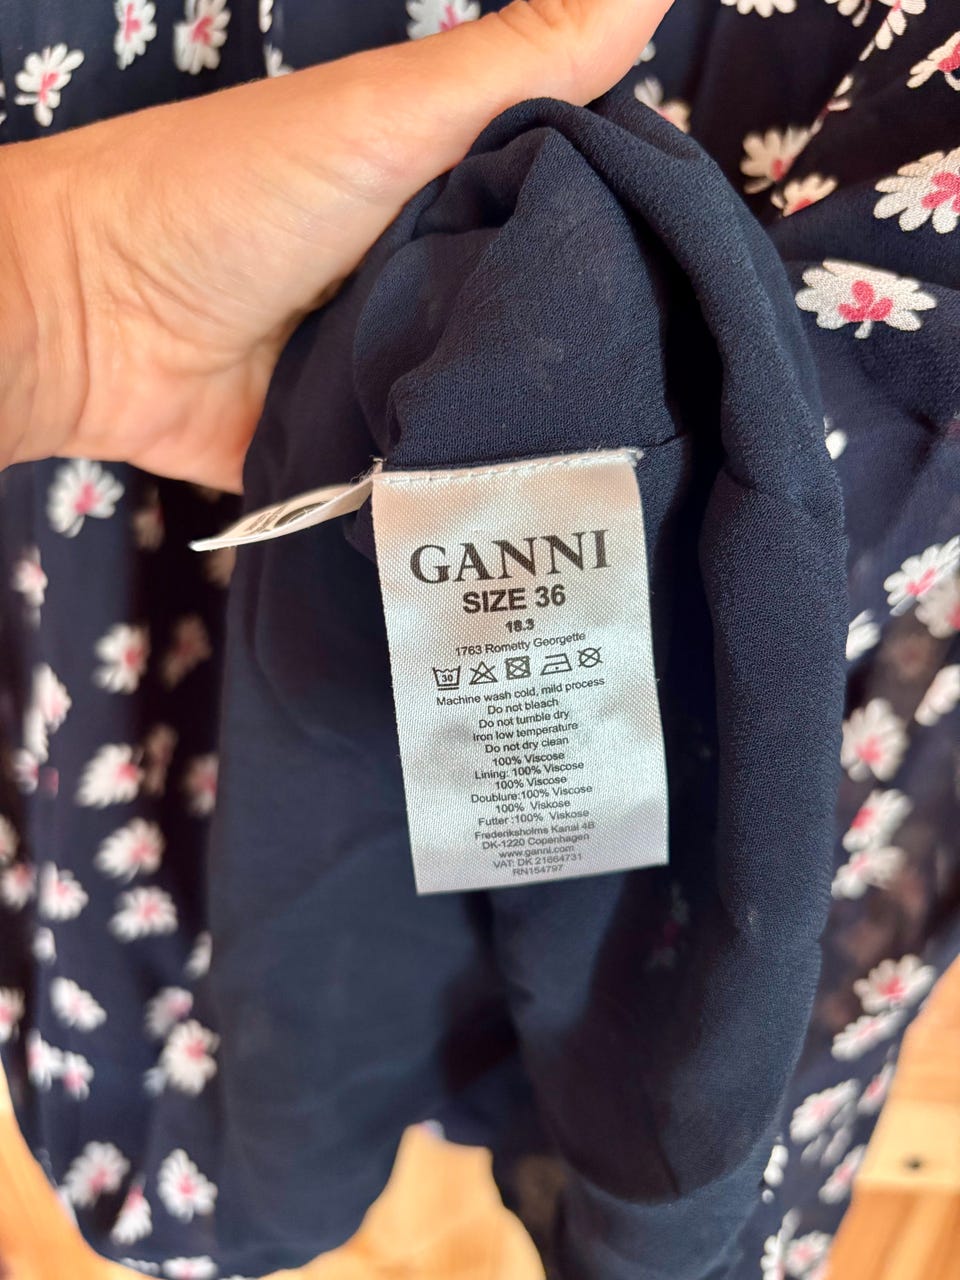 GANNI
SIZE 36
18.3
1763 Rometty Georgette
30
Machine wash cold, mild process
Do not bleach
Do not tumble dry
Iron low temperature
Do not dry clean
100% Viscose
Lining: 100% Viscose
100% Viscose
Doublure:100% Viscose
100% Viskose
Futter :100% Viskose
Frederiksholms Kanal 4B
DK-1220 Copenhagen
www.ganni.com
VAT: DK 21664731
RN154797